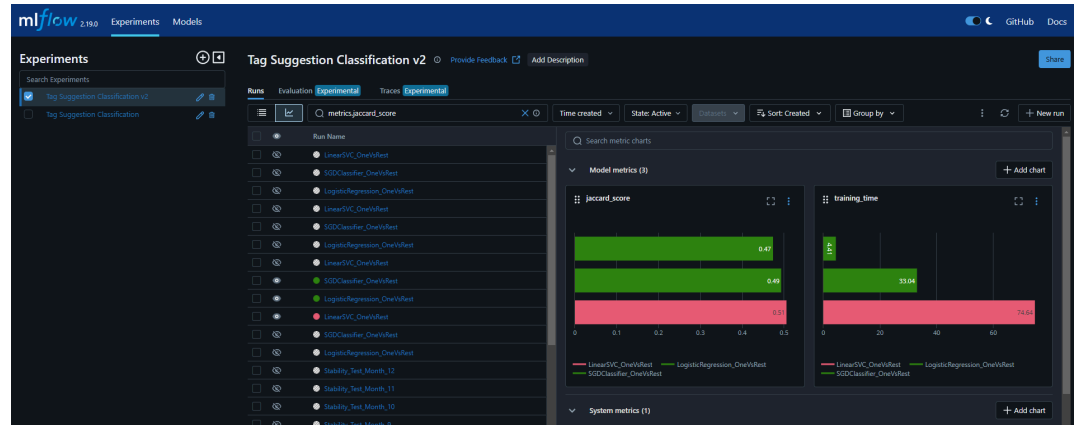 mlflow 2.19.0 Experiments Models GitHub Docs
Experiments
Search Experiments
Tag Suggestion Classification v2
Tag Suggestion Classification
Tag Suggestion Classification v2 Provide Feedback Add Description Share
Runs Evaluation Experimental Traces Experimental
metrics.jaccard_score Time created State: Active Datasets Sort: Created Group by + New run
Run Name
LinearSVC_OneVsRest
SGDClassifier_OneVsRest
LogisticRegression_OneVsRest
LinearSVC_OneVsRest
SGDClassifier_OneVsRest
LogisticRegression_OneVsRest
LinearSVC_OneVsRest
SGDClassifier_OneVsRest
LogisticRegression_OneVsRest
LinearSVC_OneVsRest
SGDClassifier_OneVsRest
LogisticRegression_OneVsRest
Stability_Test_Month_12
Stability_Test_Month_11
Stability_Test_Month_10
Search metric charts
Model metrics (3) + Add chart
jaccard_score
0.47
0.49
0.51
0 0.1 0.2 0.3 0.4 0.5
LinearSVC_OneVsRest LogisticRegression_OneVsRest
SGDClassifier_OneVsRest
training_time
4.41
33.04
74.64
0 20 40 60
LinearSVC_OneVsRest LogisticRegression_OneVsRest
SGDClassifier_OneVsRest
System metrics (1) + Add chart